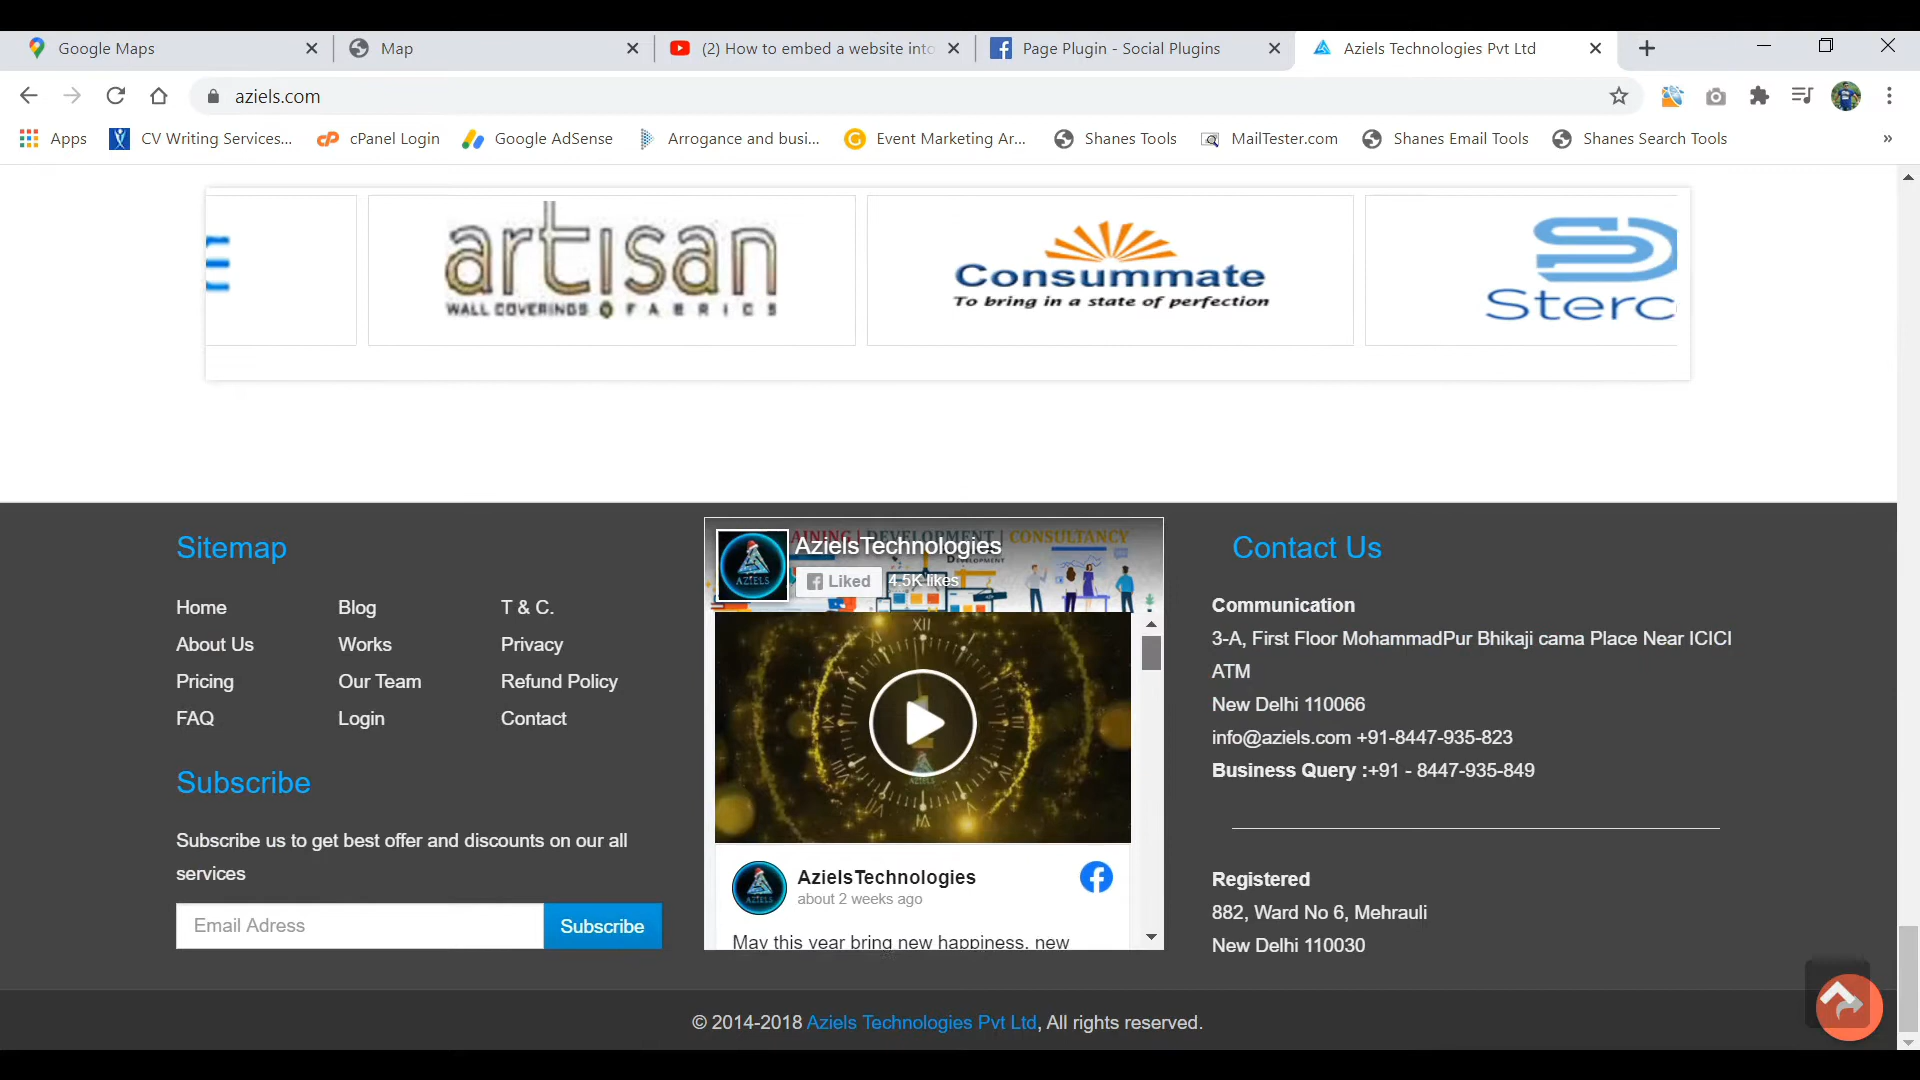 Google Maps
Map
(2) How to embed a website into
Page Plugin - Social Plugins
Aziels Technologies Pvt Ltd
aziels.com
Apps
CV Writing Services...
cPanel Login
Google AdSense
Arrogance and busi...
Event Marketing Ar...
Shanes Tools
MailTester.com
Shanes Email Tools
Shanes Search Tools
»
E
artisan
WALL COVERINGS FABRICS
Consummate
To bring in a state of perfection
Sterc
Sitemap
Home
Blog
T & C.
About Us
Works
Privacy
Pricing
Our Team
Refund Policy
FAQ
Login
Contact
Subscribe
Subscribe us to get best offer and discounts on our all
services
Email Adress
Subscribe
AINING | DEVELOPMENT | CONSULTANCY
AZIELS
AzielsTechnologies
DEVELOPMENT
Liked
4.5K likes
XII
AZIELS
AzielsTechnologies
about 2 weeks ago
May this year bring new happiness, new
Contact Us
Communication
3-A, First Floor MohammadPur Bhikaji cama Place Near ICICI
ATM
New Delhi 110066
info@aziels.com +91-8447-935-823
Business Query :+91 - 8447-935-849
Registered
882, Ward No 6, Mehrauli
New Delhi 110030
© 2014-2018 Aziels Technologies Pvt Ltd, All rights reserved.